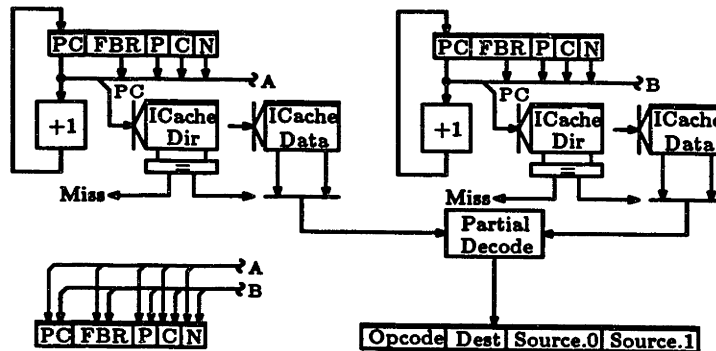 PC FBR P C N
PC FBR P C N
A
B
PC
PC
+1
ICache Dir
ICache Data
+1
ICache Dir
ICache Data
=
=
Miss
Miss
Partial Decode
A
B
PC FBR P C N
Opcode Dest Source.0 Source.1